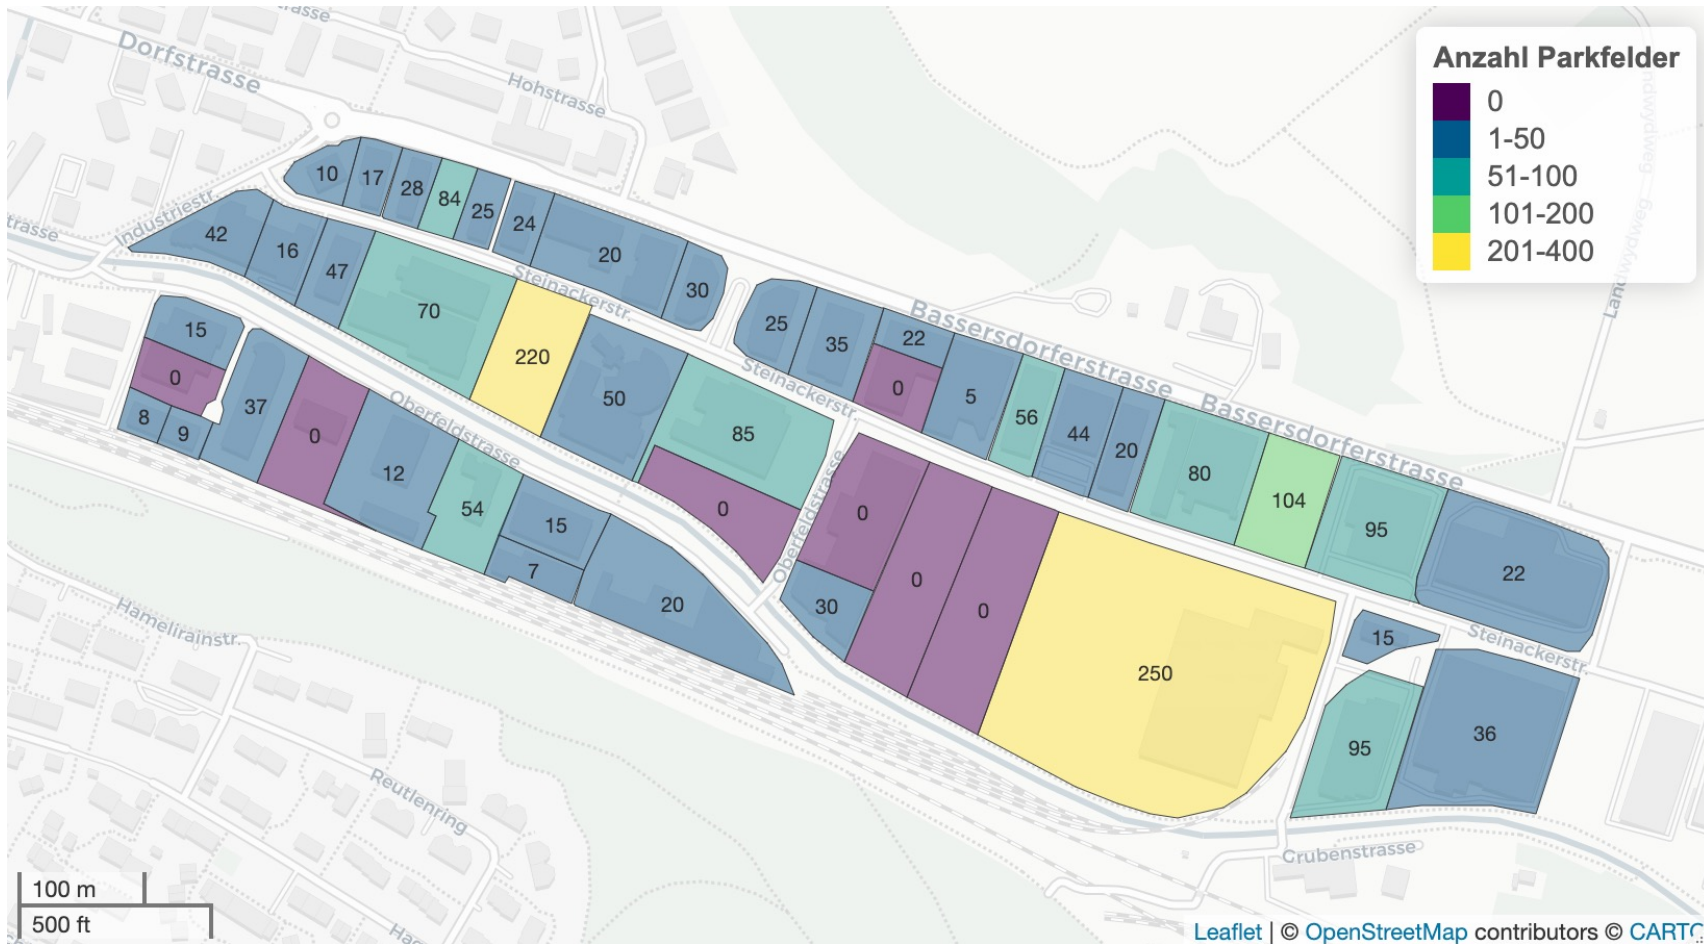 Dorfstrasse
Hohstrasse
Anzahl Parkfelder
0
1-50
51-100
101-200
201-400
Landwydweg
Landwydweg
Industriestr.
10
17
28
84
25
24
20
30
42
16
47
70
220
50
85
0
Steinackerstr.
25
35
22
0
5
56
44
20
80
104
95
22
Bassersdorferstrasse
Bassersdorferstrasse
Steinackerstr.
15
0
8
9
37
0
12
54
15
7
20
Oberfeldstrasse
Oberfeldstrasse
0
30
0
0
250
15
95
36
Steinackerstr.
Hamelirainstr.
Reutlenring
Grubenstrasse
100 m
500 ft
Leaflet | © OpenStreetMap contributors © CARTO